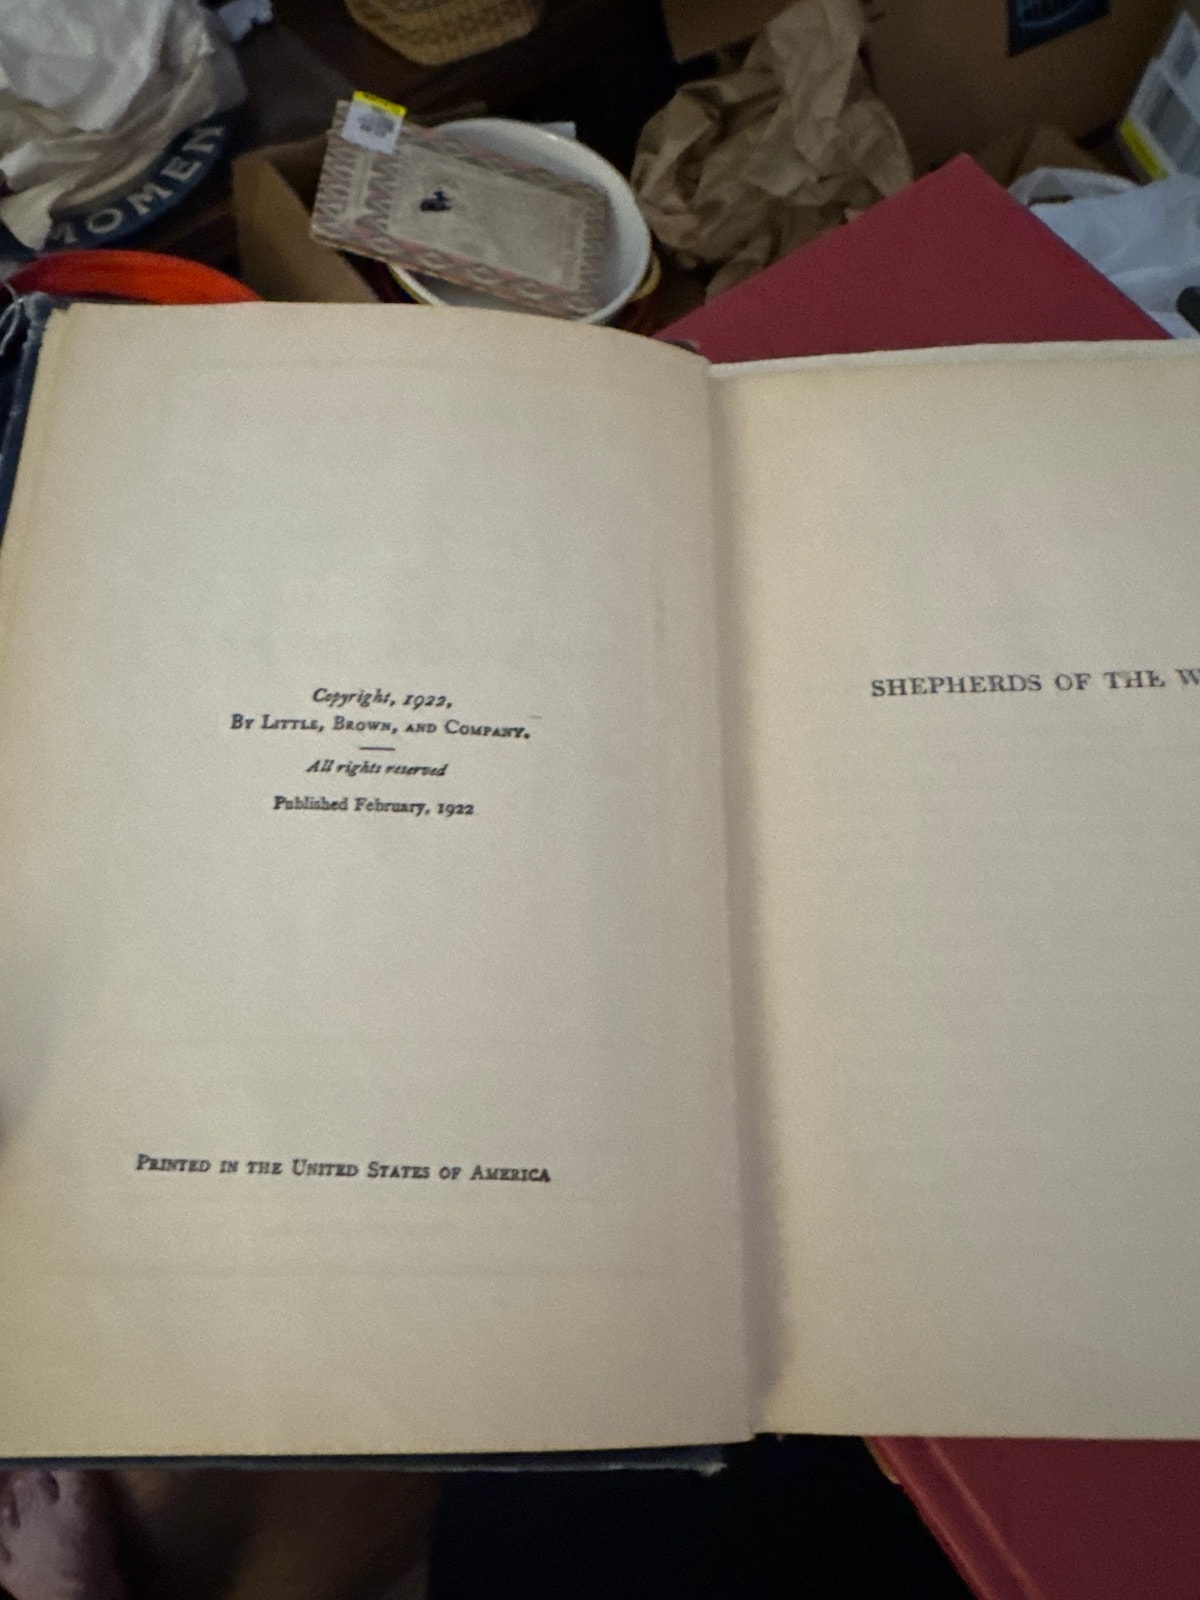 MOMEN
Copyright, 1922,
BY LITTLE, BROWN, AND COMPANY.
All rights reserved
Published February, 1922
PRINTED IN THE UNITED STATES OF AMERICA
SHEPHERDS OF THE W